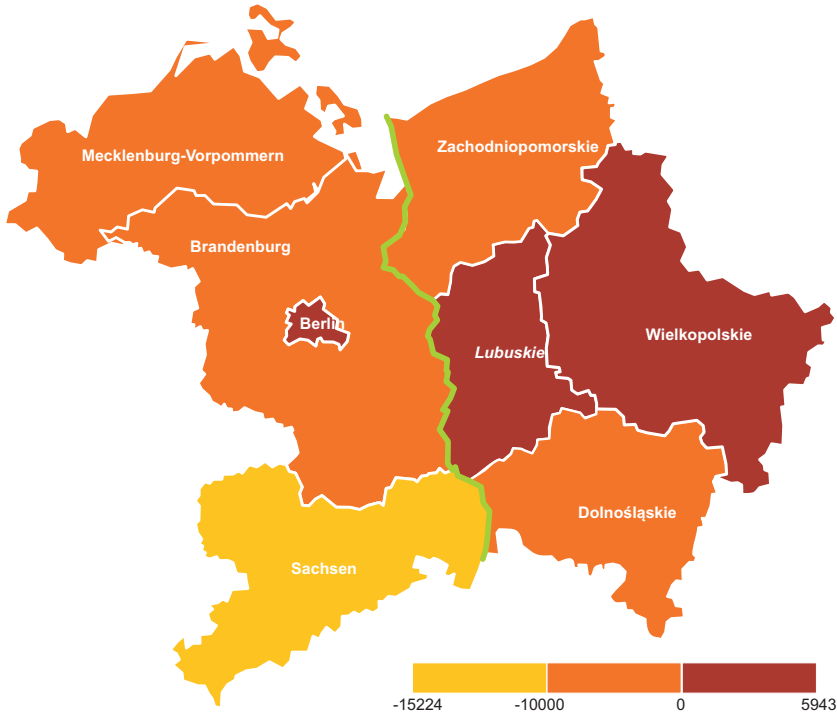 Zachodniopomorskie
Mecklenburg-Vorpommern
Brandenburg
Berlin
Wielkopolskie
Lubuskie
Dolnośląskie
Sachsen
-15224
-10000
0
5943